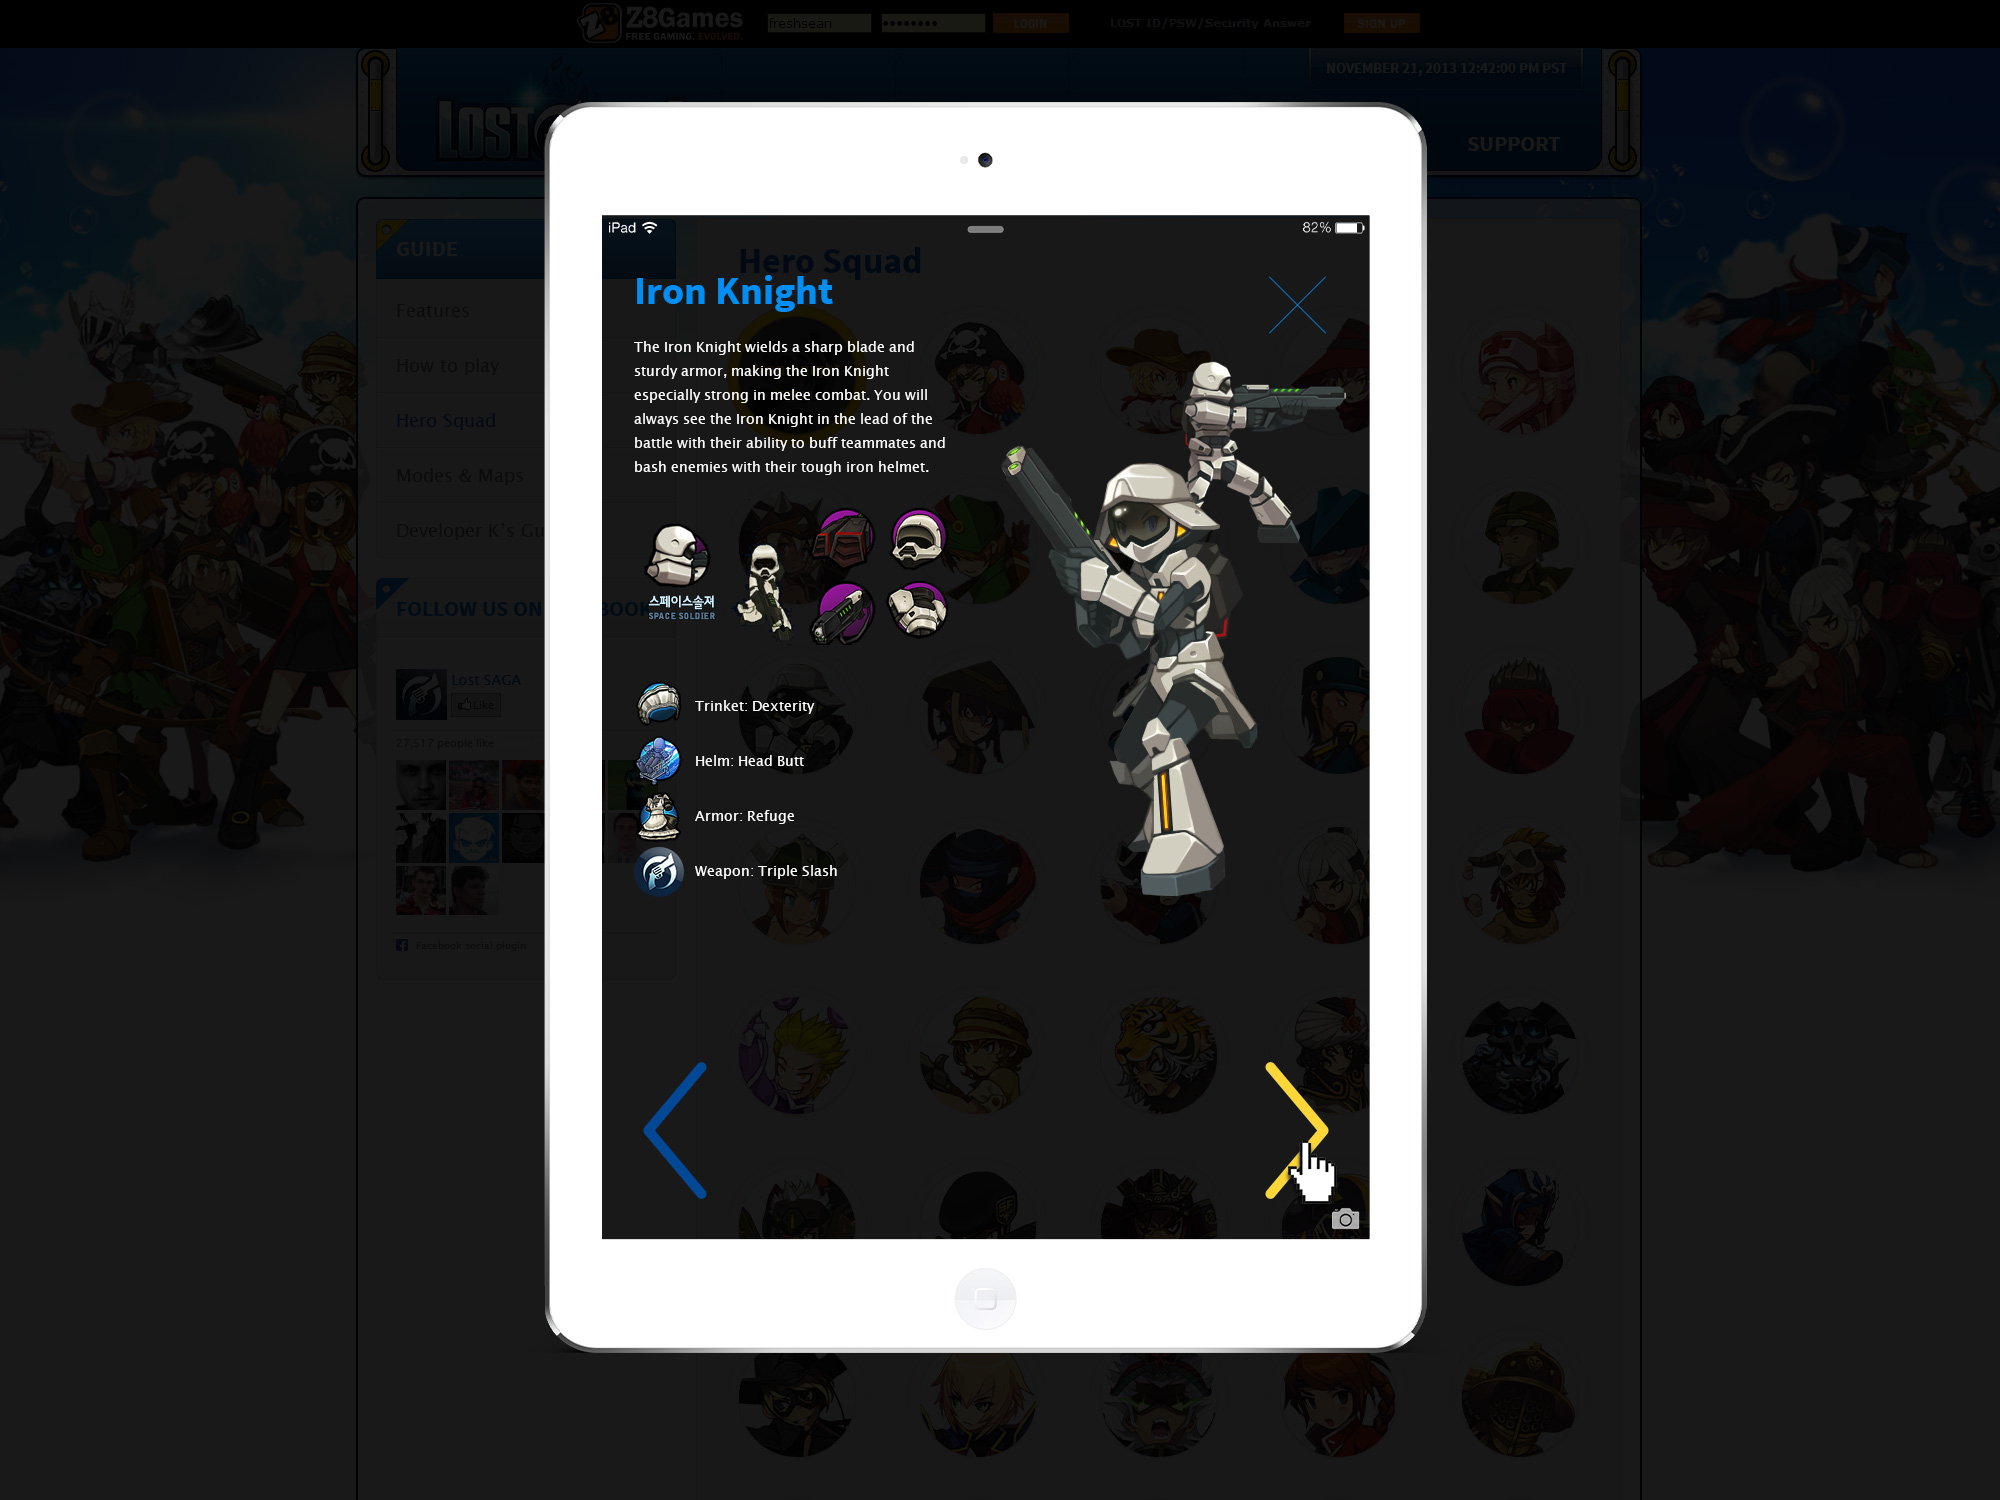 Z8Games
FREE GAMING. EVOLVED.
freshsean
LOGIN
LOST ID/PSW/Security Answer
SIGN UP
NOVEMBER 21, 2013 12:42:00 PM PST
LOST
SUPPORT
iPad
82%
GUIDE
Features
How to play
Hero Squad
Modes & Maps
Developer K's Gu
FOLLOW US ON
BOOK
Lost SAGA
Like
22,517 people like
Facebook social plugin
Hero Squad
Iron Knight
The Iron Knight wields a sharp blade and
sturdy armor, making the Iron Knight
especially strong in melee combat. You will
always see the Iron Knight in the lead of the
battle with their ability to buff teammates and
bash enemies with their tough iron helmet.
스페이스솔져
SPACE SOLDIER
Trinket: Dexterity
Helm: Head Butt
Armor: Refuge
Weapon: Triple Slash